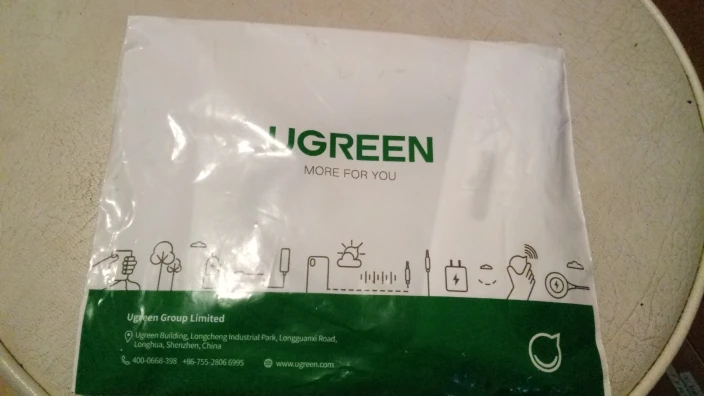 UGREEN
MORE FOR YOU
Ugreen Group Limited
Ugreen Building, Longcheng Industrial Park, Longguanxi Road,
Longhua, Shenzhen, China
400-0668-398 +86-755-2806 6995 www.ugreen.com